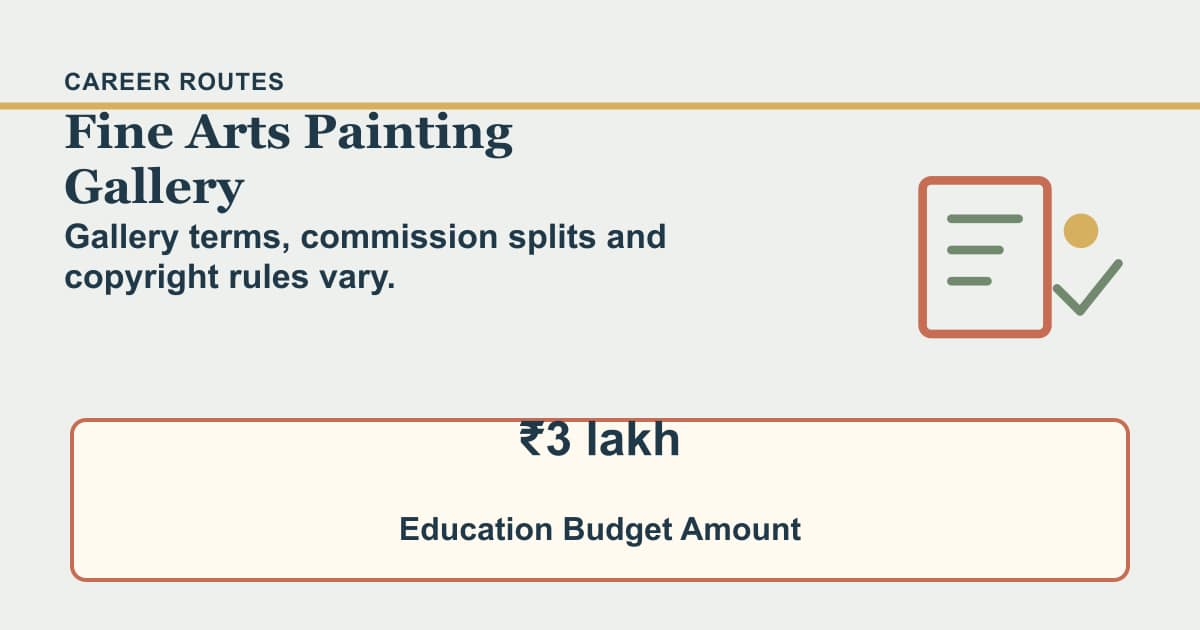 CAREER ROUTES
Fine Arts Painting
Gallery
Gallery terms, commission splits and
copyright rules vary.
₹3 lakh
Education Budget Amount